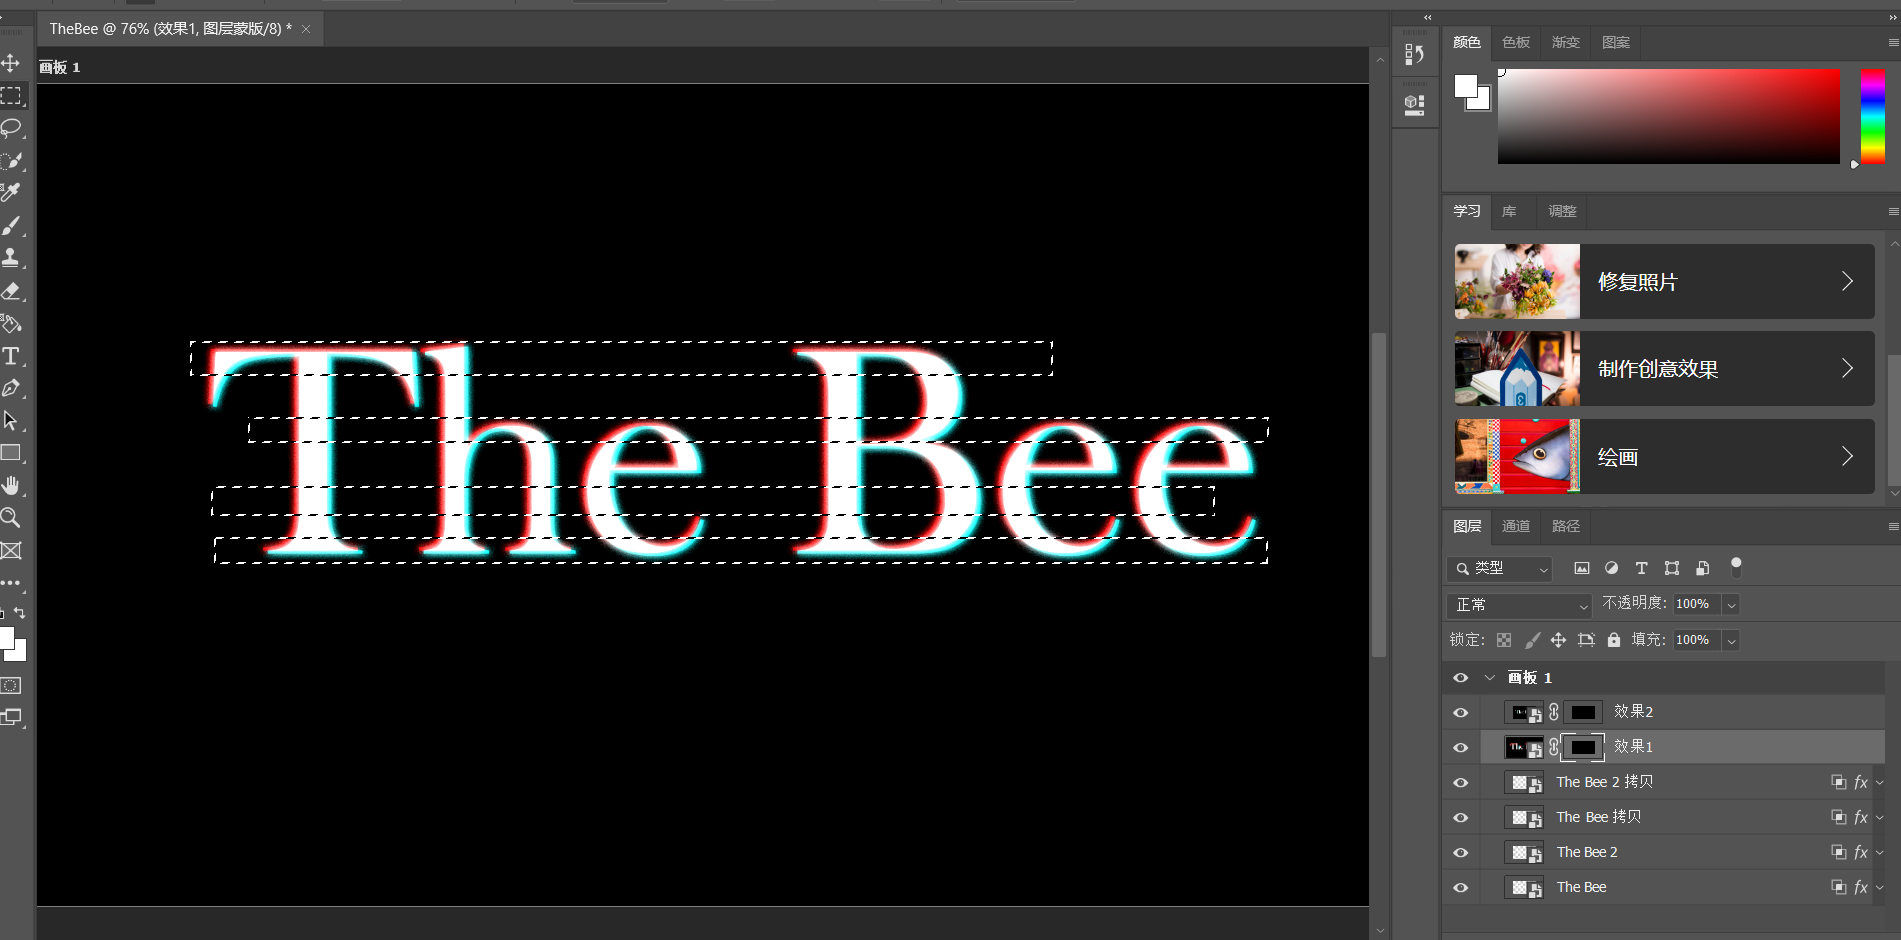 TheBee @ 76% (效果1, 图层蒙版/8) *
画板 1
The Bee
颜色 色板 渐变 图案
学习 库 调整
修复照片
制作创意效果
绘画
图层 通道 路径
类型
正常 不透明度: 100%
锁定: 填充: 100%
画板 1
效果2
效果1
The Bee 2 拷贝 fx
The Bee 拷贝 fx
The Bee 2 fx
The Bee fx